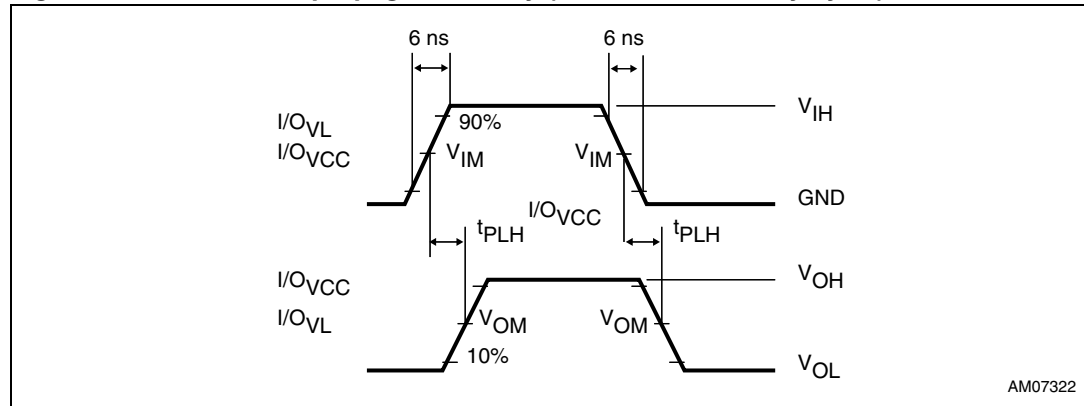 6 ns 6 ns
VIH
I/OVL 90%
I/OVCC VIM VIM
GND
I/OVCC
tPLH tPLH
I/OVCC VOH
I/OVL VOM VOM
10%
VOL
AM07322